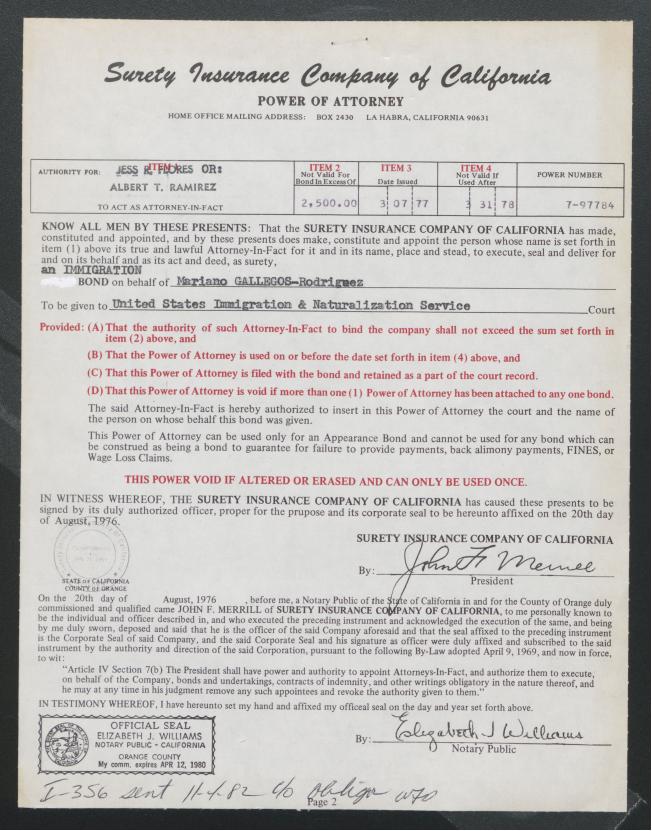 Surety Insurance Company of California
POWER OF ATTORNEY
HOME OFFICE MAILING ADDRESS: BOX 2430 LA HABRA, CALIFORNIA 90631
AUTHORITY FOR: JESS R. FLORES OR:
ALBERT T. RAMIREZ
TO ACT AS ATTORNEY-IN-FACT
ITEM 2
Not Valid For
Bond In Excess Of
2,500.00
ITEM 3
Date Issued
3 07 77
ITEM 4
Not Valid If
Used After
3 31 78
POWER NUMBER
7-97784
KNOW ALL MEN BY THESE PRESENTS: That the SURETY INSURANCE COMPANY OF CALIFORNIA has made,
constituted and appointed, and by these presents does make, constitute and appoint the person whose name is set forth in
item (1) above its true and lawful Attorney-In-Fact for it and in its name, place and stead, to execute, seal and deliver for
and on its behalf and as its act and deed, as surety,
an IMMIGRATION
BOND on behalf of Mariano GALLEGOS-Rodriguez
To be given to United States Immigration & Naturalization Service Court
Provided: (A) That the authority of such Attorney-In-Fact to bind the company shall not exceed the sum set forth in
item (2) above, and
(B) That the Power of Attorney is used on or before the date set forth in item (4) above, and
(C) That this Power of Attorney is filed with the bond and retained as a part of the court record.
(D) That this Power of Attorney is void if more than one (1) Power of Attorney has been attached to any one bond.
The said Attorney-In-Fact is hereby authorized to insert in this Power of Attorney the court and the name of
the person on whose behalf this bond was given.
This Power of Attorney can be used only for an Appearance Bond and cannot be used for any bond which can
be construed as being a bond to guarantee for failure to provide payments, back alimony payments, FINES, or
Wage Loss Claims.
THIS POWER VOID IF ALTERED OR ERASED AND CAN ONLY BE USED ONCE.
IN WITNESS WHEREOF, THE SURETY INSURANCE COMPANY OF CALIFORNIA has caused these presents to be
signed by its duly authorized officer, proper for the prupose and its corporate seal to be hereunto affixed on the 20th day
of August, 1976.
SURETY INSURANCE COMPANY OF CALIFORNIA
By: John F Merrill
President
STATE OF CALIFORNIA
COUNTY OF ORANGE
On the 20th day of August, 1976 , before me, a Notary Public of the State of California in and for the County of Orange duly
commissioned and qualified came JOHN F. MERRILL of SURETY INSURANCE COMPANY OF CALIFORNIA, to me personally known to
be the individual and officer described in, and who executed the preceding instrument and acknowledged the execution of the same, and being
by me duly sworn, deposed and said that he is the officer of the said Company aforesaid and that the seal affixed to the preceding instrument
is the Corporate Seal of said company, and the said Corporate Seal and his signature as officer were duly affixed and subscribed to the said
instrument by the authority and direction of the said Corporation, pursuant to the following By-Law adopted April 9, 1969, and now in force,
to wit:
"Article IV Section 7(b) The President shall have power and authority to appoint Attorneys-In-Fact, and authorize them to execute,
on behalf of the Company, bonds and undertakings, contracts of indemnity, and other writings obligatory in the nature thereof, and
he may at any time in his judgment remove any such appointees and revoke the authority given to them."
IN TESTIMONY WHEREOF, I have hereunto set my hand and affixed my officeal seal on the day and year set forth above.
OFFICIAL SEAL
ELIZABETH J. WILLIAMS
NOTARY PUBLIC - CALIFORNIA
ORANGE COUNTY
My comm. expires APR 12, 1980
By: Elizabeth J Williams
Notary Public
I-356 sent 11-4-82 c/o obligor
Page 2